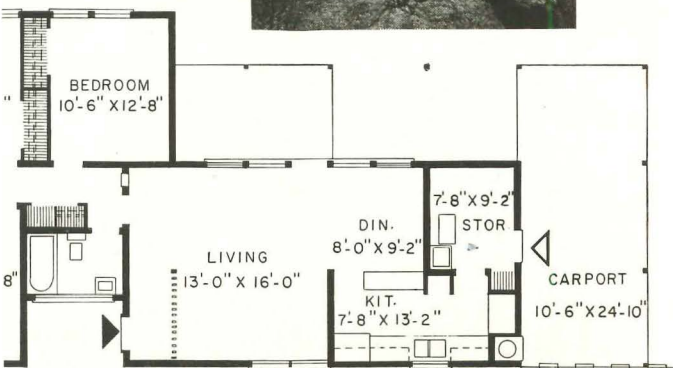 BEDROOM
10'-6" X 12'-8"
"
7'-8" X 9'-2"
STOR.
DIN.
8'-0" X 9'-2"
LIVING
13'-0" X 16'-0"
8"
CARPORT
10'-6" X 24'-10"
KIT.
7'-8" X 13'-2"